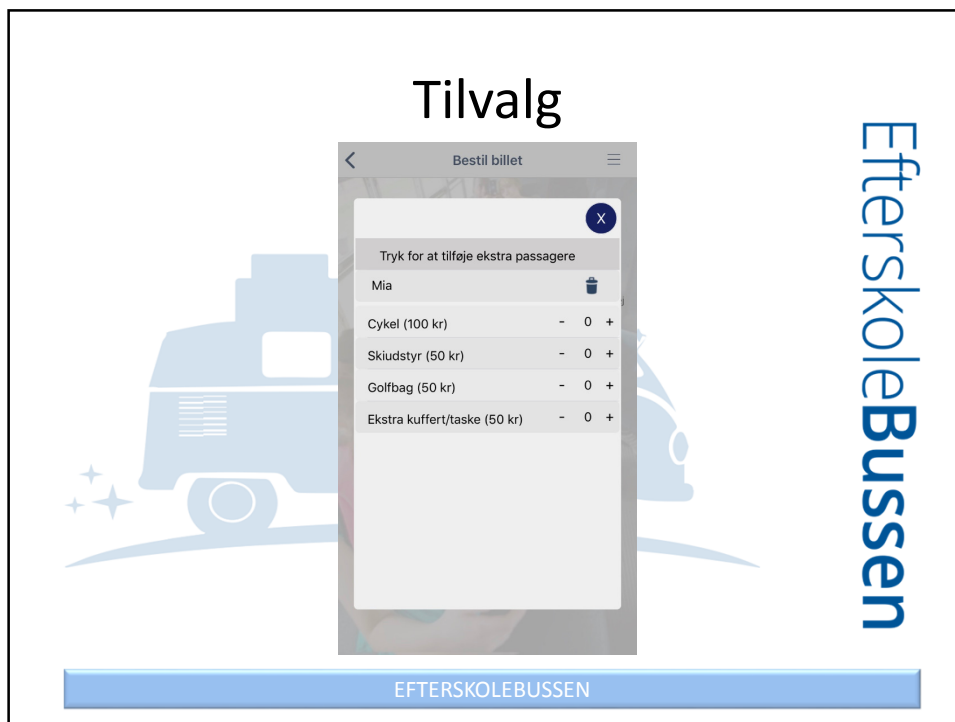 Tilvalg
Bestil billet
X
Tryk for at tilføje ekstra passagere
Mia
Cykel (100 kr) - 0 +
Skiudstyr (50 kr) - 0 +
Golfbag (50 kr) - 0 +
Ekstra kuffert/taske (50 kr) - 0 +
EfterskoleBussen
EFTERSKOLEBUSSEN